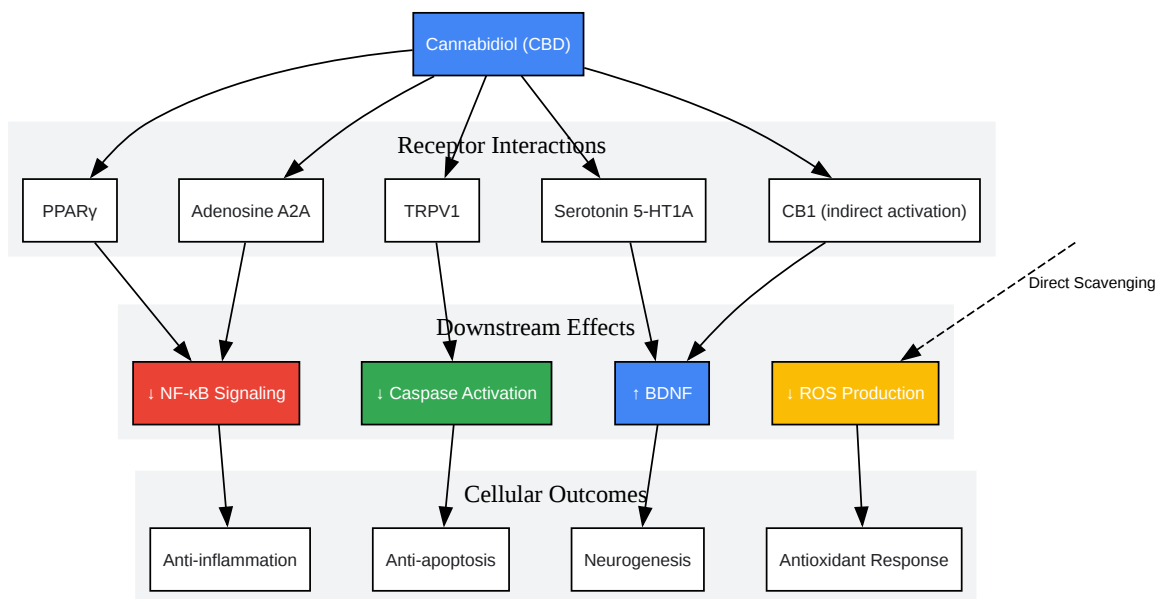 Cannabidiol (CBD)
Receptor Interactions
PPARγ
Adenosine A2A
TRPV1
Serotonin 5-HT1A
CB1 (indirect activation)
Direct Scavenging
Downstream Effects
↓ NF-κB Signaling
↓ Caspase Activation
↑ BDNF
↓ ROS Production
Cellular Outcomes
Anti-inflammation
Anti-apoptosis
Neurogenesis
Antioxidant Response